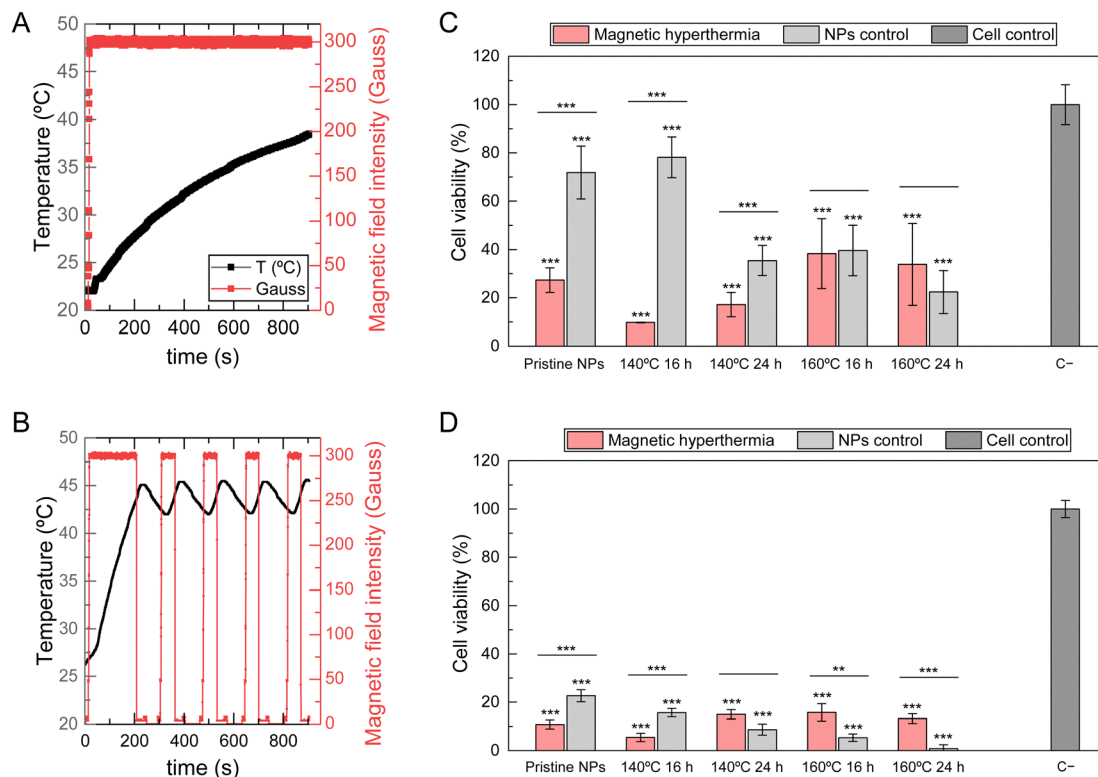 A
50
45
40
35
30
25
20
Temperature (ºC)
300
250
200
150
100
50
0
Magnetic field intensity (Gauss)
T (ºC)
Gauss
0 200 400 600 800
time (s)
C
Magnetic hyperthermia NPs control Cell control
120
100
80
60
40
20
0
Cell viability (%)
*** ***
*** ***
***
*** *** *** ***
*** *** ***
*** ***
Pristine NPs 140ºC 16 h 140ºC 24 h 160ºC 16 h 160ºC 24 h C−
B
50
45
40
35
30
25
20
Temperature (ºC)
300
250
200
150
100
50
0
Magnetic field intensity (Gauss)
0 200 400 600 800
time (s)
D
Magnetic hyperthermia NPs control Cell control
120
100
80
60
40
20
0
Cell viability (%)
*** *** ** ***
*** *** *** *** ***
*** *** *** *** ***
Pristine NPs 140ºC 16 h 140ºC 24 h 160ºC 16 h 160ºC 24 h C−